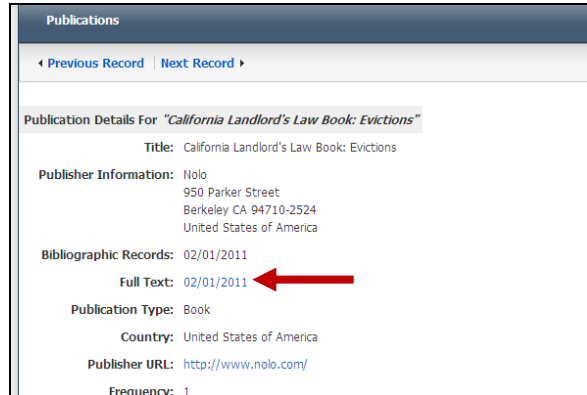 Publications
Previous Record | Next Record
Publication Details For "California Landlord's Law Book: Evictions"
Title: California Landlord's Law Book: Evictions
Publisher Information: Nolo
950 Parker Street
Berkeley CA 94710-2524
United States of America
Bibliographic Records: 02/01/2011
Full Text: 02/01/2011
Publication Type: Book
Country: United States of America
Publisher URL: http://www.nolo.com/
Frequency: 1